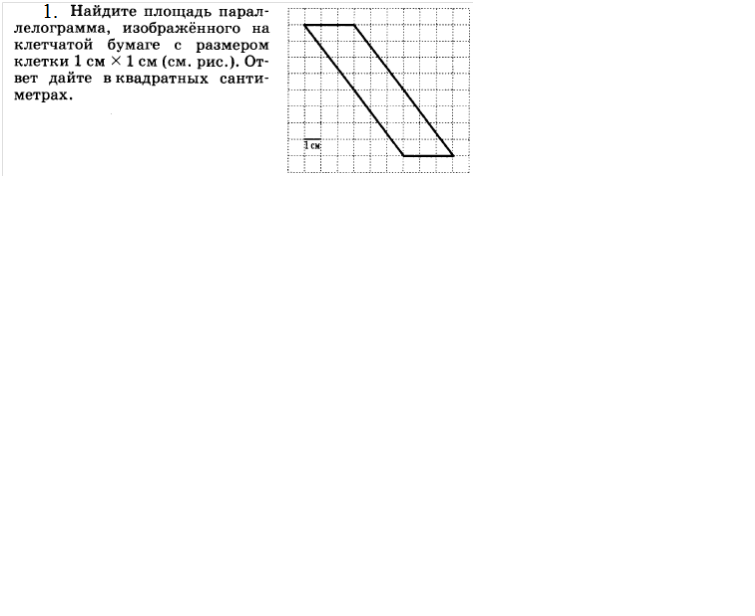 1. Найдите площадь парал-
лелограмма, изображённого на
клетчатой бумаге с размером
клетки 1 см × 1 см (см. рис.). От-
вет дайте в квадратных санти-
метрах.
1 см